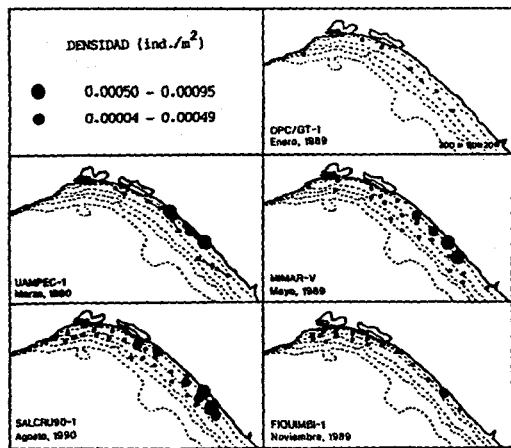 DENSIDAD (ind./m²)
0.00050 - 0.00095
0.00004 - 0.00049
OPC/GT-1
Enero, 1989
UAMPEC-1
Marzo, 1990
MIMAR-V
Mayo, 1989
SALCRU90-1
Agosto, 1990
FIQUIMBI-1
Noviembre, 1989